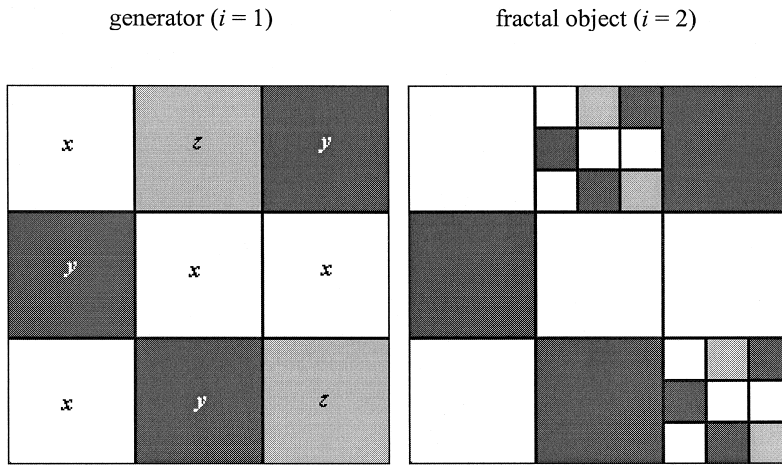 generator (i = 1)
fractal object (i = 2)
x z y
y x x
x y z